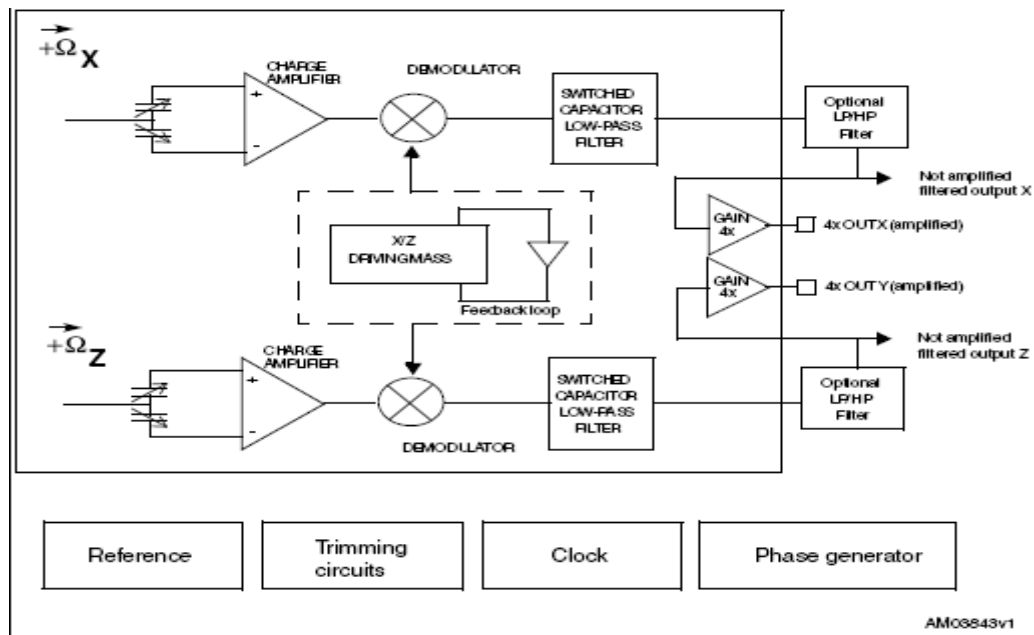 +Ω X
CHARGE
AMPLIFIER
+
-
DEMODULATOR
SWITCHED
CAPACITOR
LOW-PASS
FILTER
Optional
LP/HP
Filter
Not amplified
filtered output X
GAIN
4x
4x OUTX (amplified)
X/Z
DRIVING MASS
Feedback loop
GAIN
4x
4x OUTY (amplified)
+Ω Z
CHARGE
AMPLIFIER
+
-
DEMODULATOR
SWITCHED
CAPACITOR
LOW-PASS
FILTER
Not amplified
filtered output Z
Optional
LP/HP
Filter
Reference
Trimming
circuits
Clock
Phase generator
AM03843v1